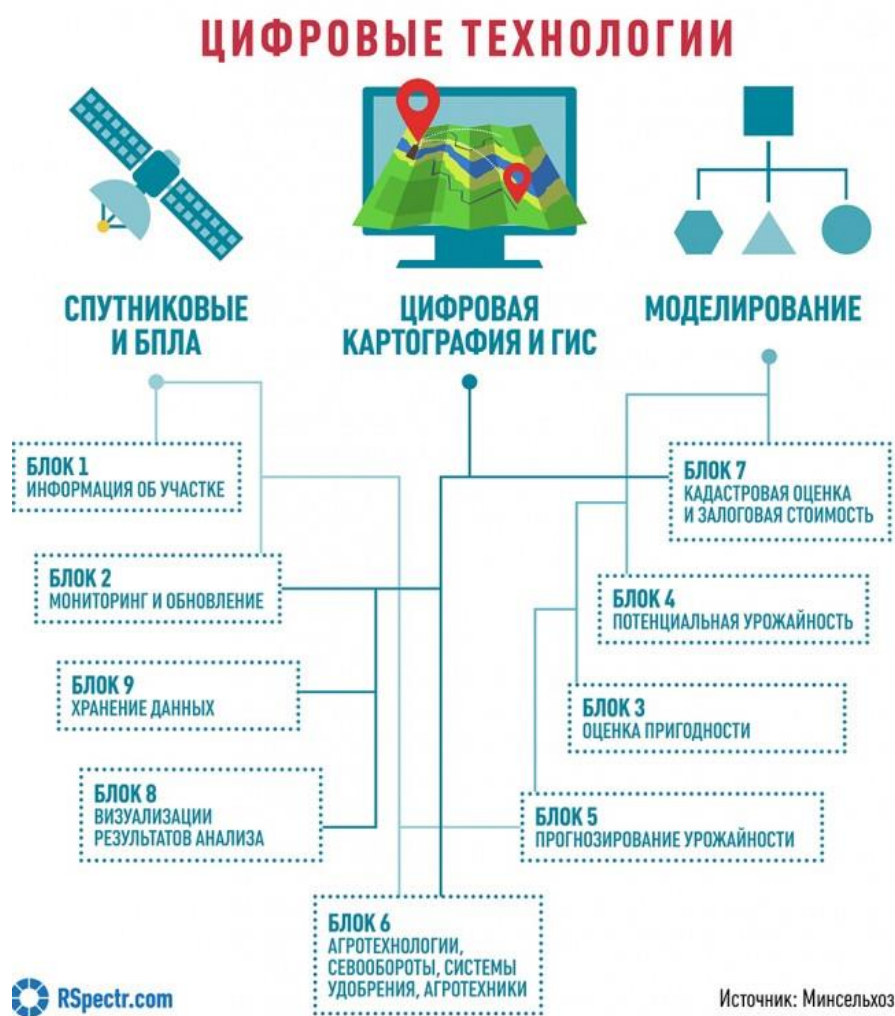 ЦИФРОВЫЕ ТЕХНОЛОГИИ
СПУТНИКОВЫЕ
И БПЛА
ЦИФРОВАЯ
КАРТОГРАФИЯ И ГИС
МОДЕЛИРОВАНИЕ
БЛОК 1
ИНФОРМАЦИЯ ОБ УЧАСТКЕ
БЛОК 7
КАДАСТРОВАЯ ОЦЕНКА
И ЗАЛОГОВАЯ СТОИМОСТЬ
БЛОК 2
МОНИТОРИНГ И ОБНОВЛЕНИЕ
БЛОК 4
ПОТЕНЦИАЛЬНАЯ УРОЖАЙНОСТЬ
БЛОК 9
ХРАНЕНИЕ ДАННЫХ
БЛОК 3
ОЦЕНКА ПРИГОДНОСТИ
БЛОК 8
ВИЗУАЛИЗАЦИИ
РЕЗУЛЬТАТОВ АНАЛИЗА
БЛОК 5
ПРОГНОЗИРОВАНИЕ УРОЖАЙНОСТИ
БЛОК 6
АГРОТЕХНОЛОГИИ,
СЕВООБОРОТЫ, СИСТЕМЫ
УДОБРЕНИЯ, АГРОТЕХНИКИ
RSpectr.com
Источник: Минсельхоз